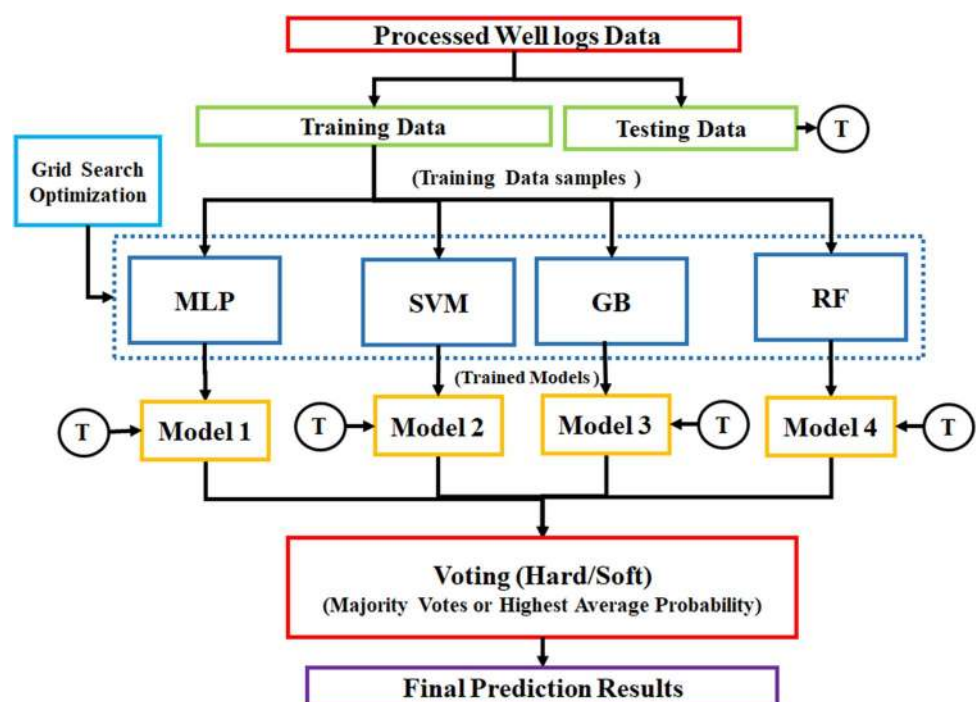 Processed Well logs Data
Training Data
Testing Data
T
Grid Search
Optimization
(Training Data samples )
MLP
SVM
GB
RF
(Trained Models)
T
Model 1
T
Model 2
Model 3
T
Model 4
T
Voting (Hard/Soft)
(Majority Votes or Highest Average Probability)
Final Prediction Results